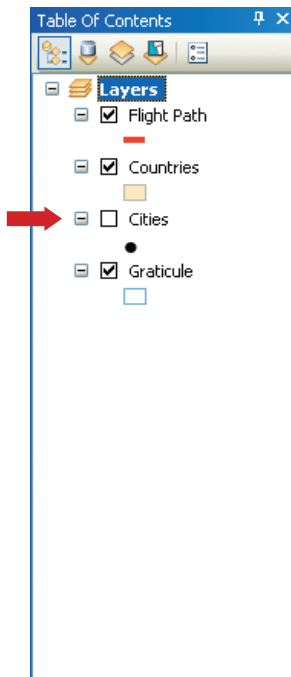 Table Of Contents
Layers
Flight Path
Countries
Cities
Graticule